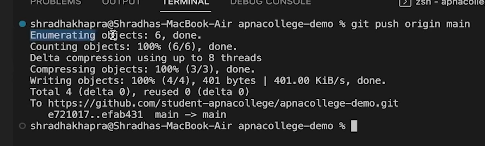 PROBLEMS OUTPUT TERMINAL zsh - apnacollege-demo
shradhakhapra@Shradhas-MacBook-Air apnacollege-demo % git push origin main
Enumerating objects: 6, done.
Counting objects: 100% (6/6), done.
Delta compression using up to 8 threads
Compressing objects: 100% (3/3), done.
Writing objects: 100% (4/4), 401 bytes | 401.00 KiB/s, done.
Total 4 (delta 0), reused 0 (delta 0)
To https://github.com/student-apnacollege/apnacollege-demo.git
e721017..efab431 main -> main
shradhakhapra@Shradhas-MacBook-Air apnacollege-demo %